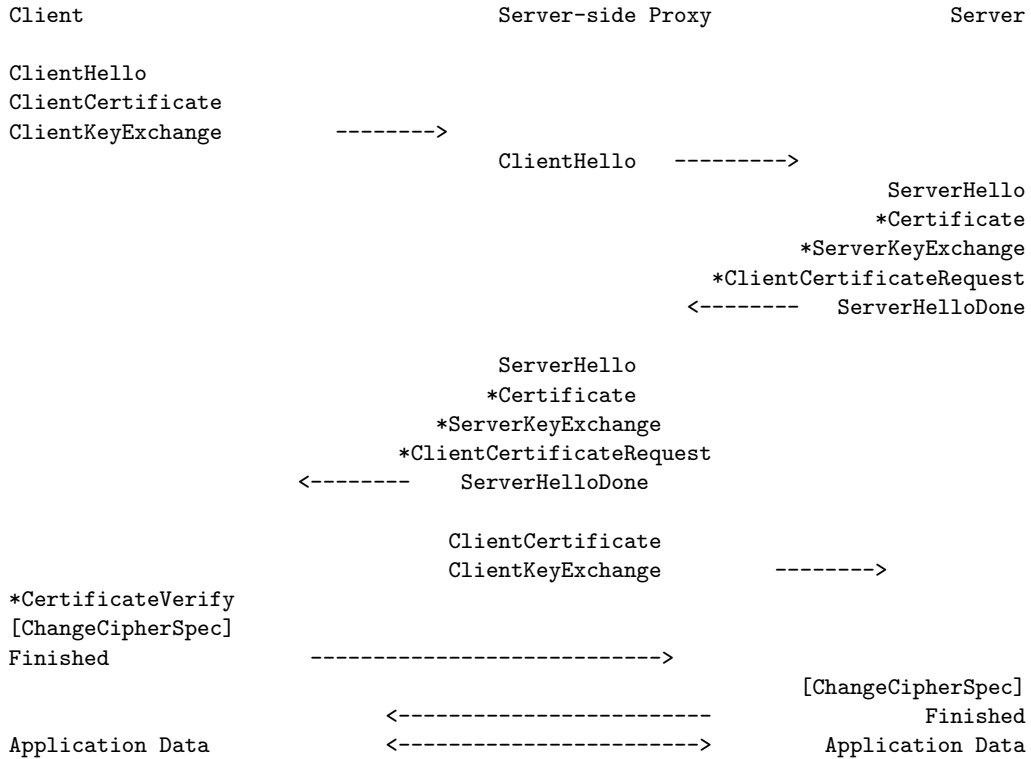 Client Server-side Proxy Server
ClientHello
ClientCertificate
ClientKeyExchange -------->
ClientHello --------->
ServerHello
*Certificate
*ServerKeyExchange
*ClientCertificateRequest
<-------- ServerHelloDone
ServerHello
*Certificate
*ServerKeyExchange
*ClientCertificateRequest
<-------- ServerHelloDone
ClientCertificate
ClientKeyExchange -------->
*CertificateVerify
[ChangeCipherSpec]
Finished ---------------------------->
[ChangeCipherSpec]
<------------------------- Finished
Application Data <------------------------> Application Data